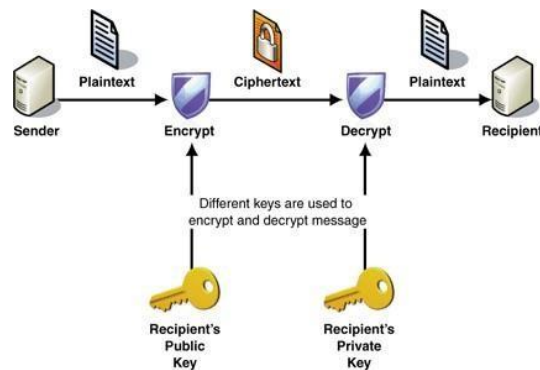 Plaintext
Ciphertext
Plaintext
Sender
Encrypt
Decrypt
Recipient
Different keys are used to
encrypt and decrypt message
Recipient's
Public
Key
Recipient's
Private
Key